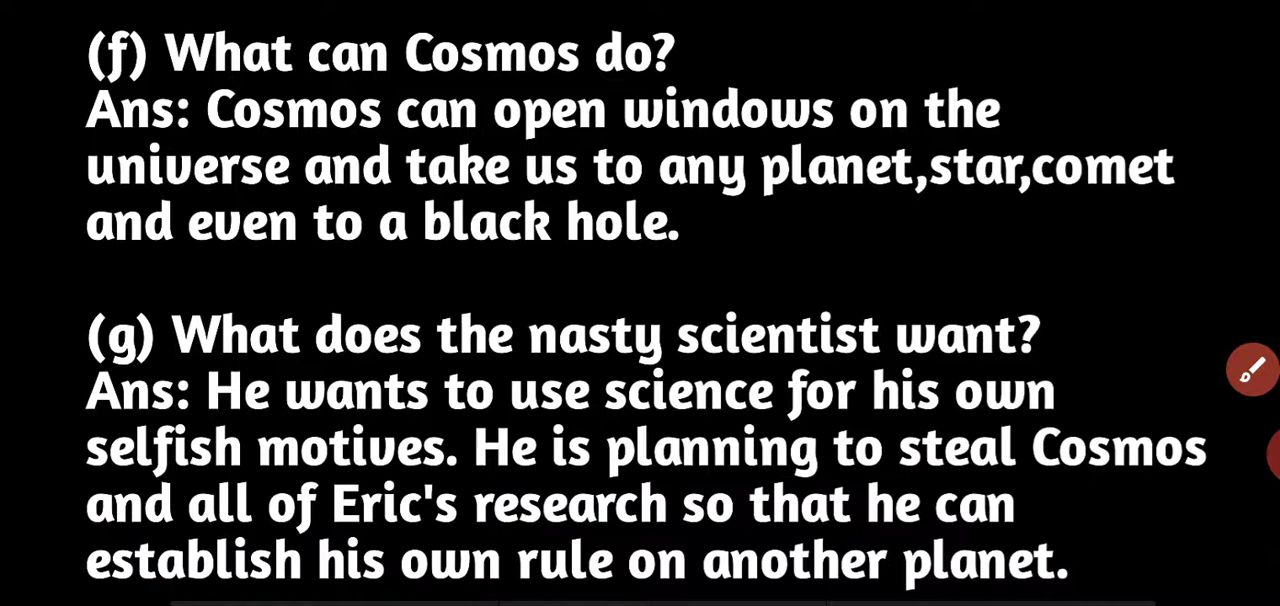 (f) What can Cosmos do?
Ans: Cosmos can open windows on the
universe and take us to any planet,star,comet
and even to a black hole.
(g) What does the nasty scientist want?
Ans: He wants to use science for his own
selfish motives. He is planning to steal Cosmos
and all of Eric's research so that he can
establish his own rule on another planet.